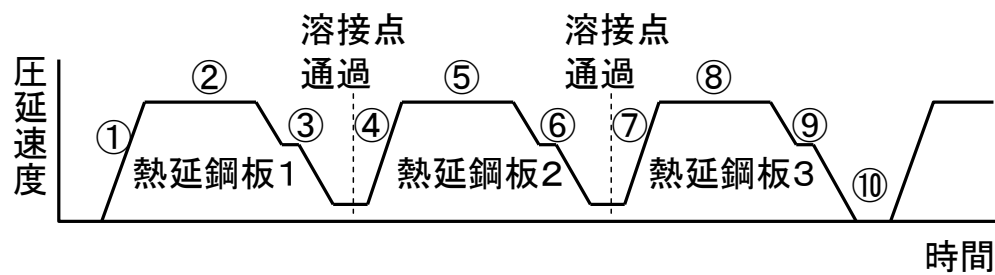 溶接点 溶接点
通過 通過
圧延速度
① ② ③ ④ ⑤ ⑥ ⑦ ⑧ ⑨ ⑩
熱延鋼板1 熱延鋼板2 熱延鋼板3
時間